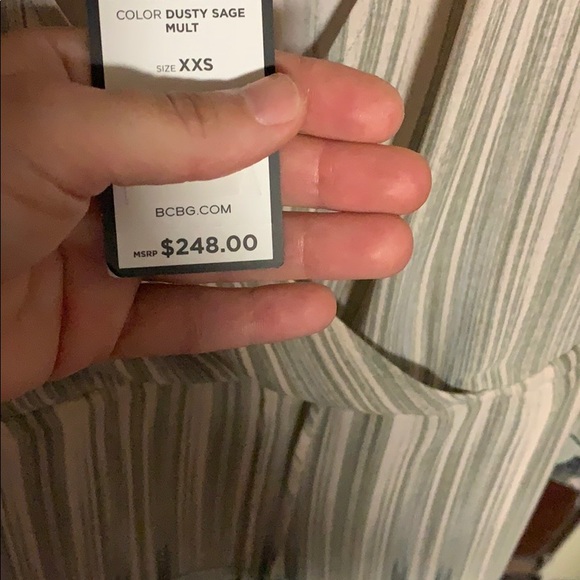 COLOR DUSTY SAGE
MULT
SIZE XXS
BCBG.COM
MSRP $248.00